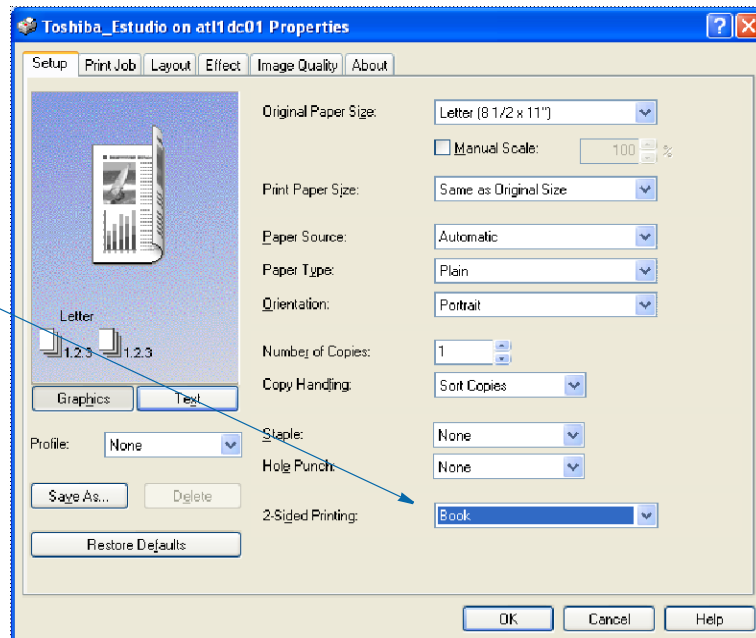 Toshiba_Estudio on atl1dc01 Properties
Setup Print Job Layout Effect Image Quality About
Original Paper Size: Letter (8 1/2 x 11")
Manual Scale: 100 %
Print Paper Size: Same as Original Size
Paper Source: Automatic
Paper Type: Plain
Orientation: Portrait
Letter
1.2.3 1.2.3
Number of Copies: 1
Copy Handling: Sort Copies
Graphics Text
Staple: None
Profile: None
Hole Punch: None
Save As... Delete
2-Sided Printing: Book
Restore Defaults
OK Cancel Help